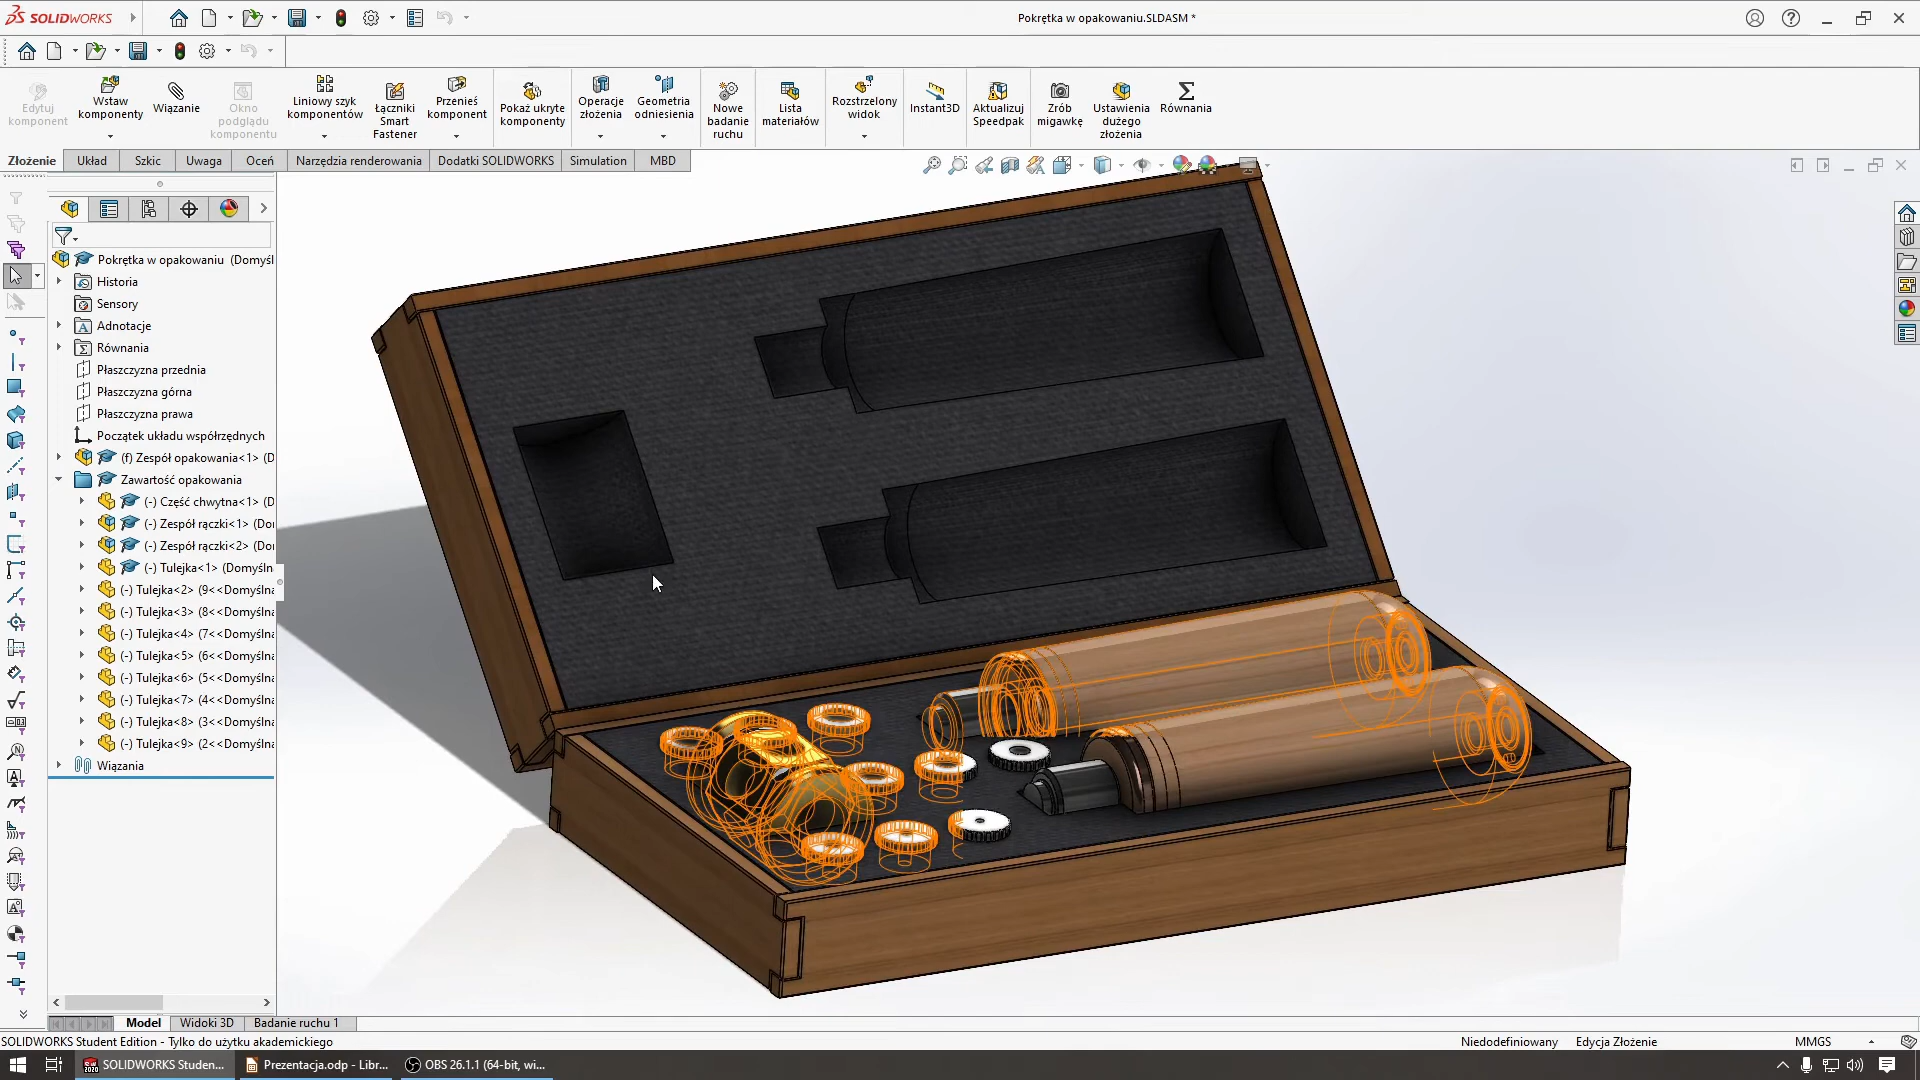 SOLIDWORKS
Pokrętka w opakowaniu.SLDASM *
Edytuj komponent
Wstaw komponenty
Wiązanie
Okno podglądu komponentu
Liniowy szyk komponentów
Łączniki Smart Fastener
Przenieś komponent
Pokaż ukryte komponenty
Operacje złożenia
Geometria odniesienia
Nowe badanie ruchu
Lista materiałów
Rozstrzelony widok
Instant3D
Aktualizuj Speedpak
Zrób migawkę
Ustawienia dużego złożenia
Równania
Złożenie
Układ
Szkic
Uwaga
Oceń
Narzędzia renderowania
Dodatki SOLIDWORKS
Simulation
MBD
Pokrętka w opakowaniu (Domyśl
Historia
Sensory
Adnotacje
Równania
Płaszczyzna przednia
Płaszczyzna górna
Płaszczyzna prawa
Początek układu współrzędnych
(f) Zespół opakowania<1> (D
Zawartość opakowania
(-) Część chwytna<1> (D
(-) Zespół rączki<1> (Do
(-) Zespół rączki<2> (Do
(-) Tulejka<1> (Domyśln
(-) Tulejka<2> (9<<Domyślna
(-) Tulejka<3> (8<<Domyślna
(-) Tulejka<4> (7<<Domyślna
(-) Tulejka<5> (6<<Domyślna
(-) Tulejka<6> (5<<Domyślna
(-) Tulejka<7> (4<<Domyślna
(-) Tulejka<8> (3<<Domyślna
(-) Tulejka<9> (2<<Domyślna
Wiązania
Model
Widoki 3D
Badanie ruchu 1
SOLIDWORKS Student Edition - Tylko do użytku akademickiego
Niedodefiniowany
Edycja Złożenie
MMGS
SOLIDWORKS Studen...
Prezentacja.odp - Libr...
OBS 26.1.1 (64-bit, wi...